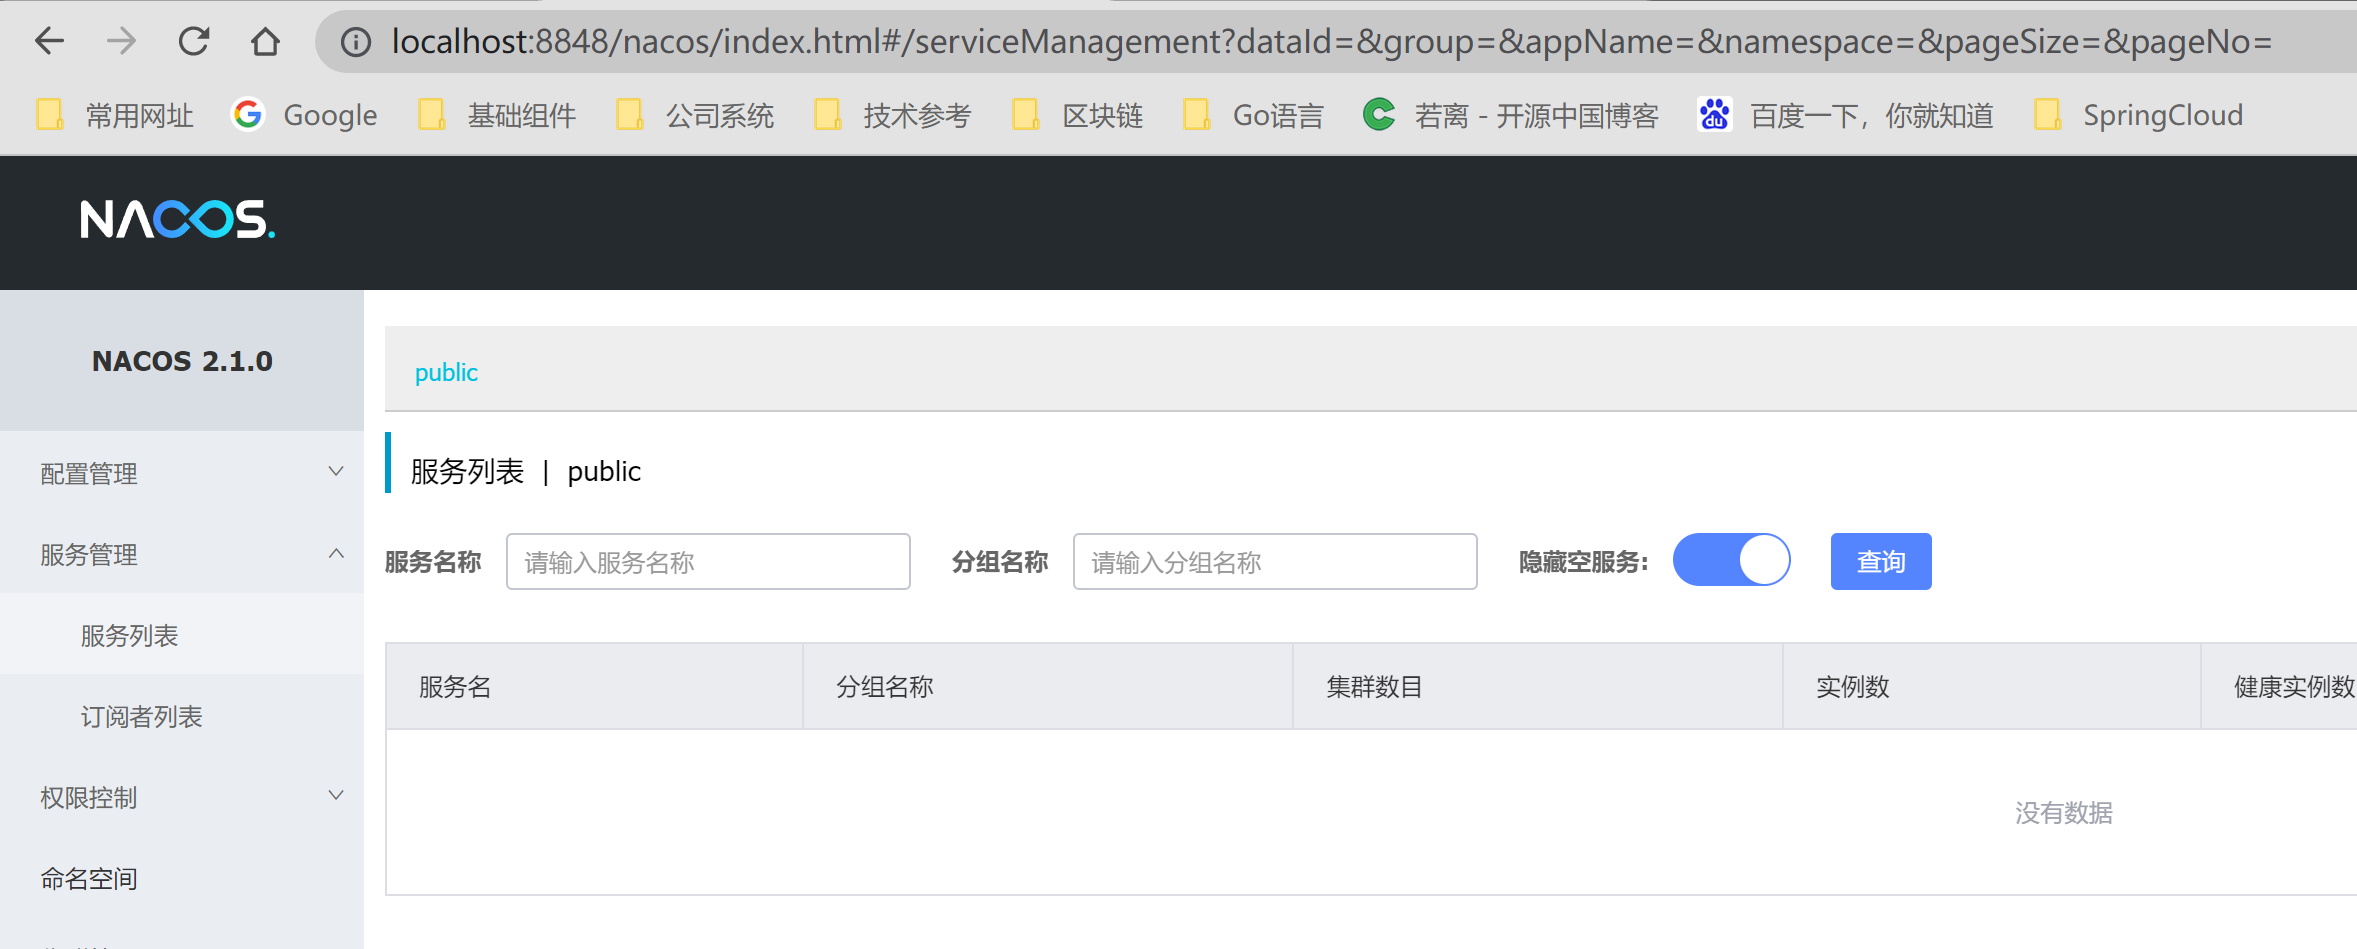 localhost:8848/nacos/index.html#/serviceManagement?dataId=&group=&appName=&namespace=&pageSize=&pageNo=
常用网址 Google 基础组件 公司系统 技术参考 区块链 Go语言 若离 - 开源中国博客 百度一下，你就知道 SpringCloud
NACOS.
NACOS 2.1.0
配置管理
服务管理
服务列表
订阅者列表
权限控制
命名空间
public
服务列表 | public
服务名称 请输入服务名称 分组名称 请输入分组名称 隐藏空服务: 查询
服务名 分组名称 集群数目 实例数 健康实例数
没有数据